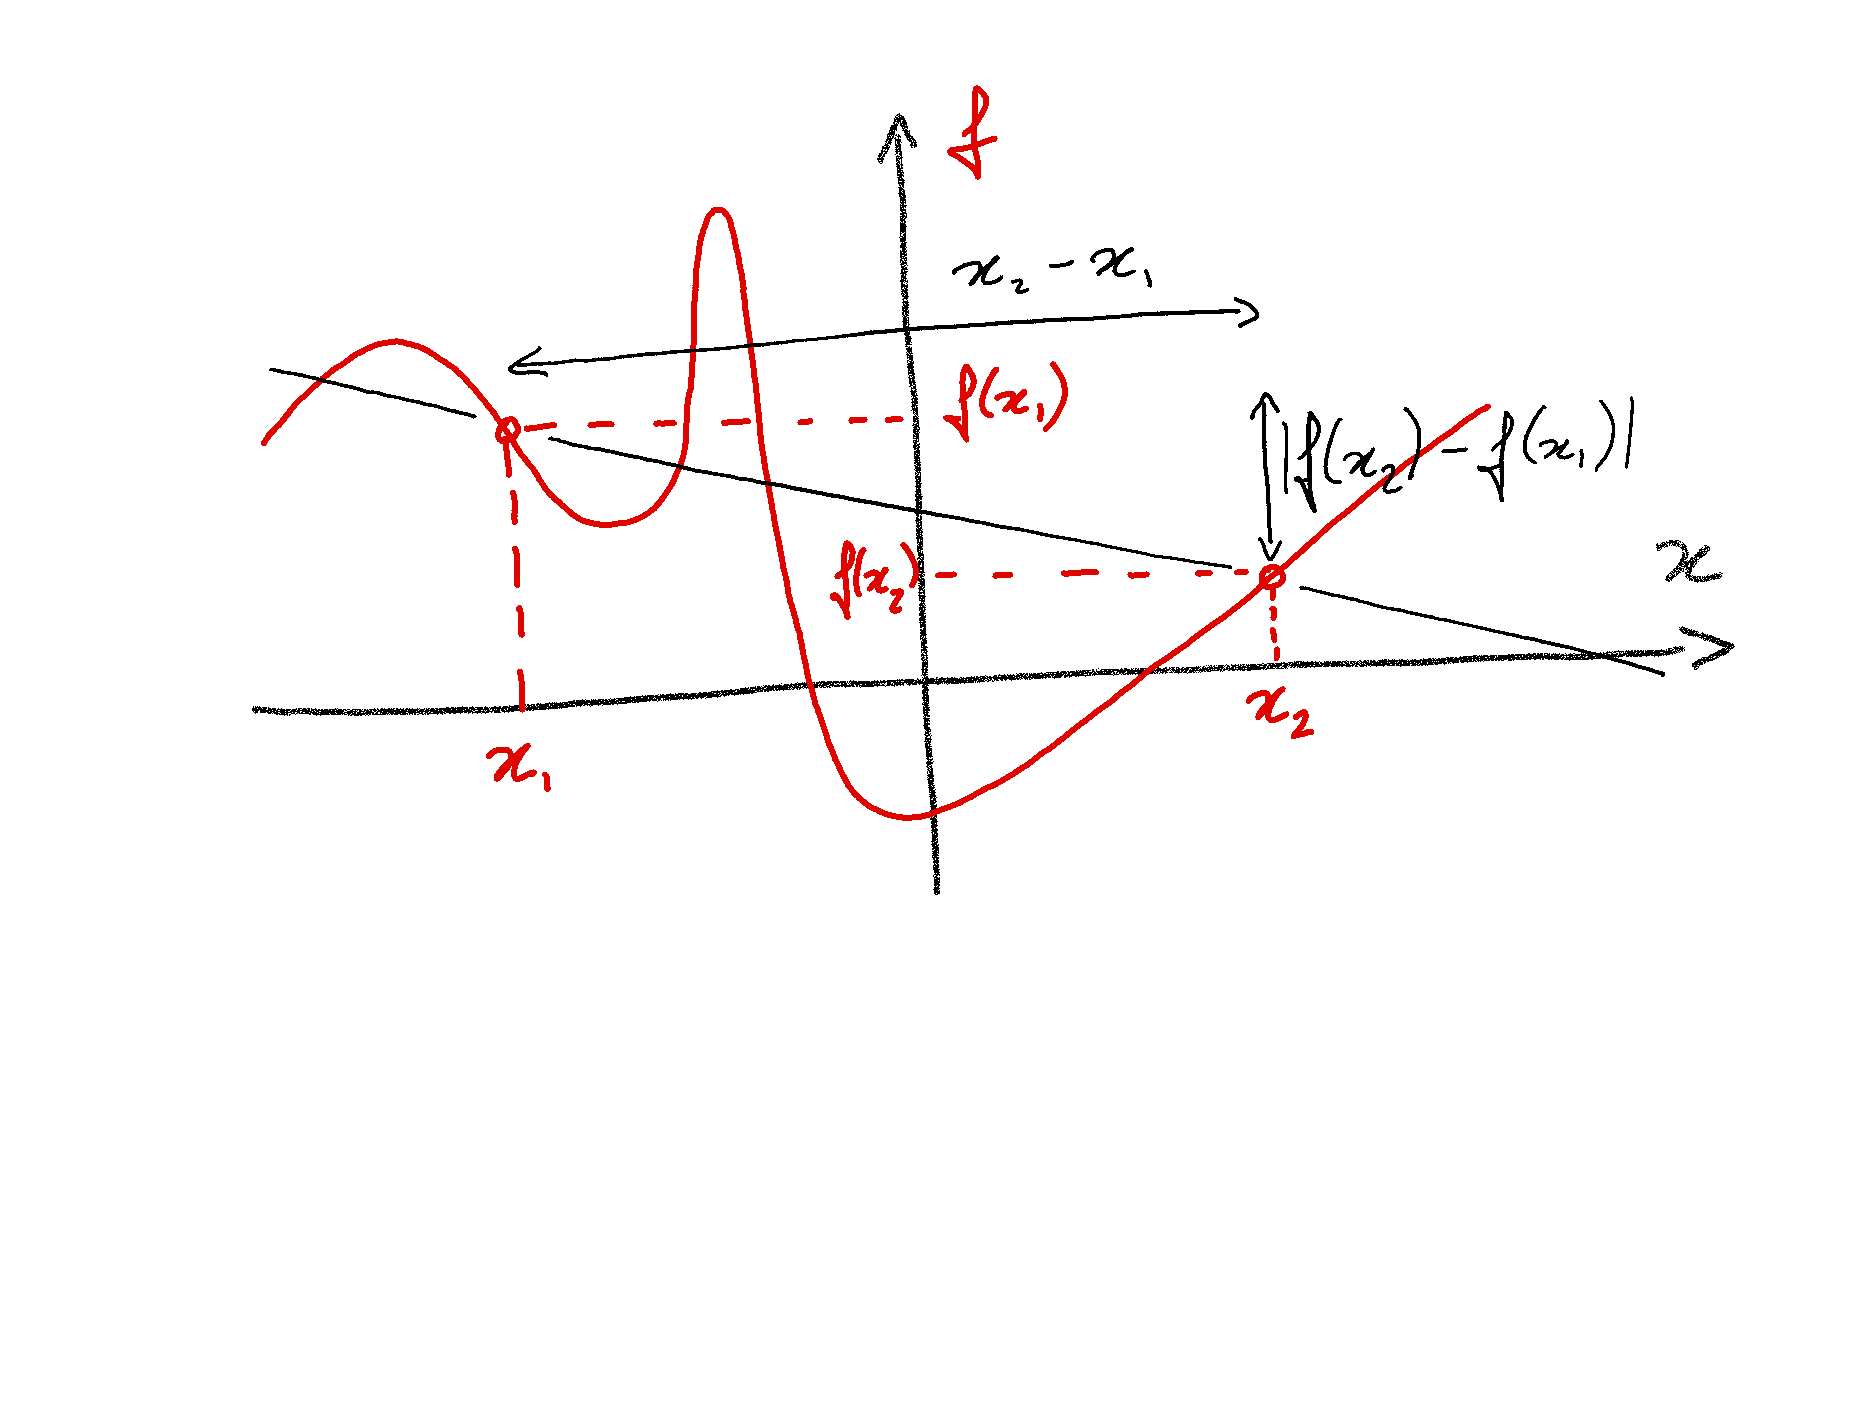 f
x₂ - x₁
f(x₁)
|f(x₂) - f(x₁)|
f(x₂)
x
x₂
x₁